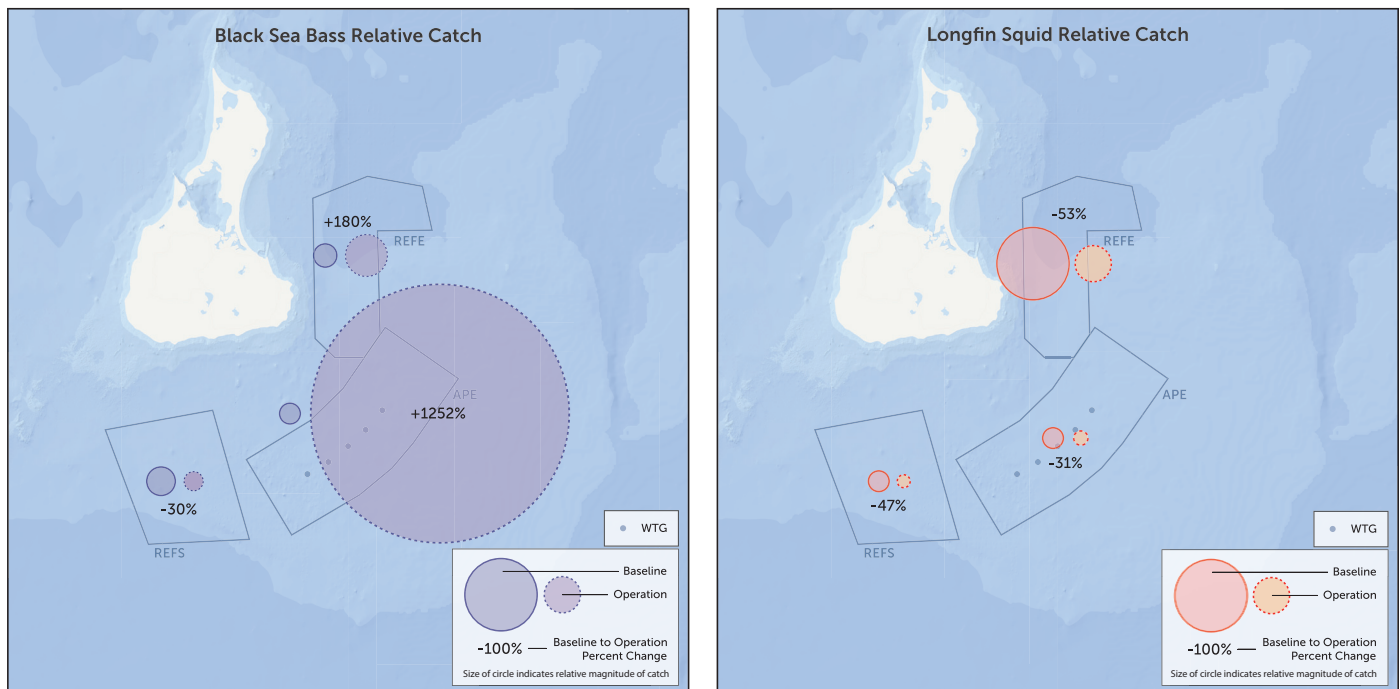 Black Sea Bass Relative Catch
+180%
REFE
APE
+1252%
-30%
REFS
WTG
Baseline
Operation
-100%
Baseline to Operation
Percent Change
Size of circle indicates relative magnitude of catch
Longfin Squid Relative Catch
-53%
REFE
APE
-31%
-47%
REFS
WTG
Baseline
Operation
-100%
Baseline to Operation
Percent Change
Size of circle indicates relative magnitude of catch